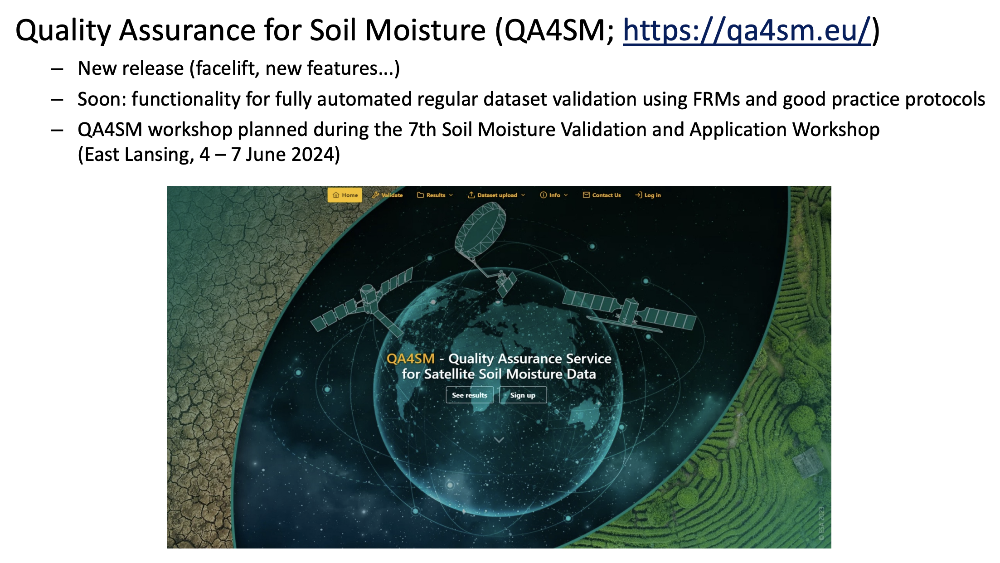 Quality Assurance for Soil Moisture (QA4SM; https://qa4sm.eu/)
– New release (facelift, new features...)
– Soon: functionality for fully automated regular dataset validation using FRMs and good practice protocols
– QA4SM workshop planned during the 7th Soil Moisture Validation and Application Workshop
(East Lansing, 4 – 7 June 2024)
Home Validate Results Dataset upload Info Contact Us Log in
QA4SM - Quality Assurance Service
for Satellite Soil Moisture Data
See results Sign up
© ESA 2023